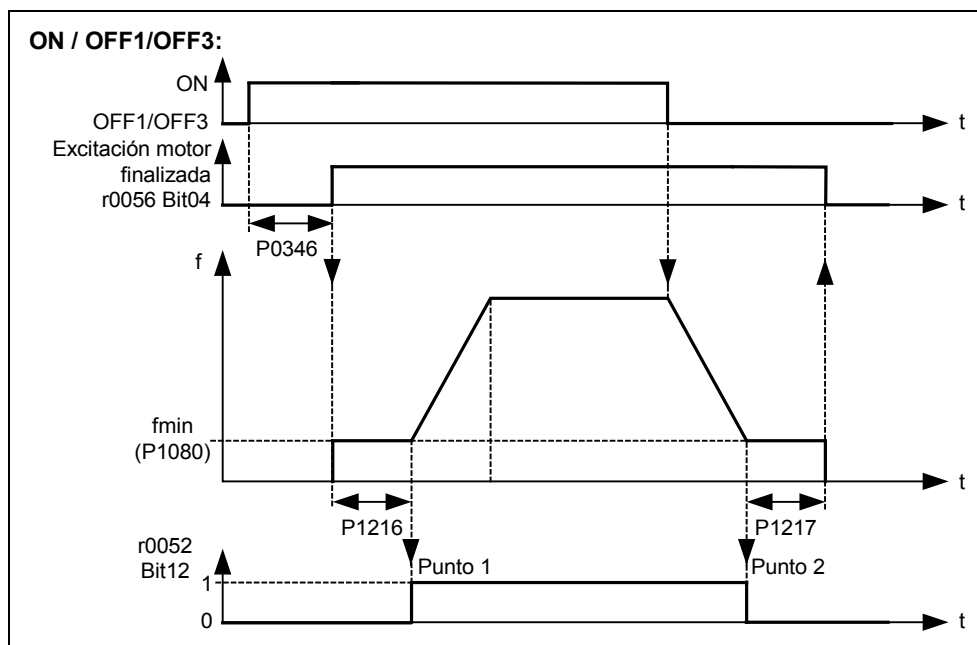 ON / OFF1/OFF3:
ON
OFF1/OFF3
t
Excitación motor
finalizada
r0056 Bit04
t
P0346
f
fmin
(P1080)
t
P1216
P1217
r0052
Bit12
Punto 1
Punto 2
1
0
t